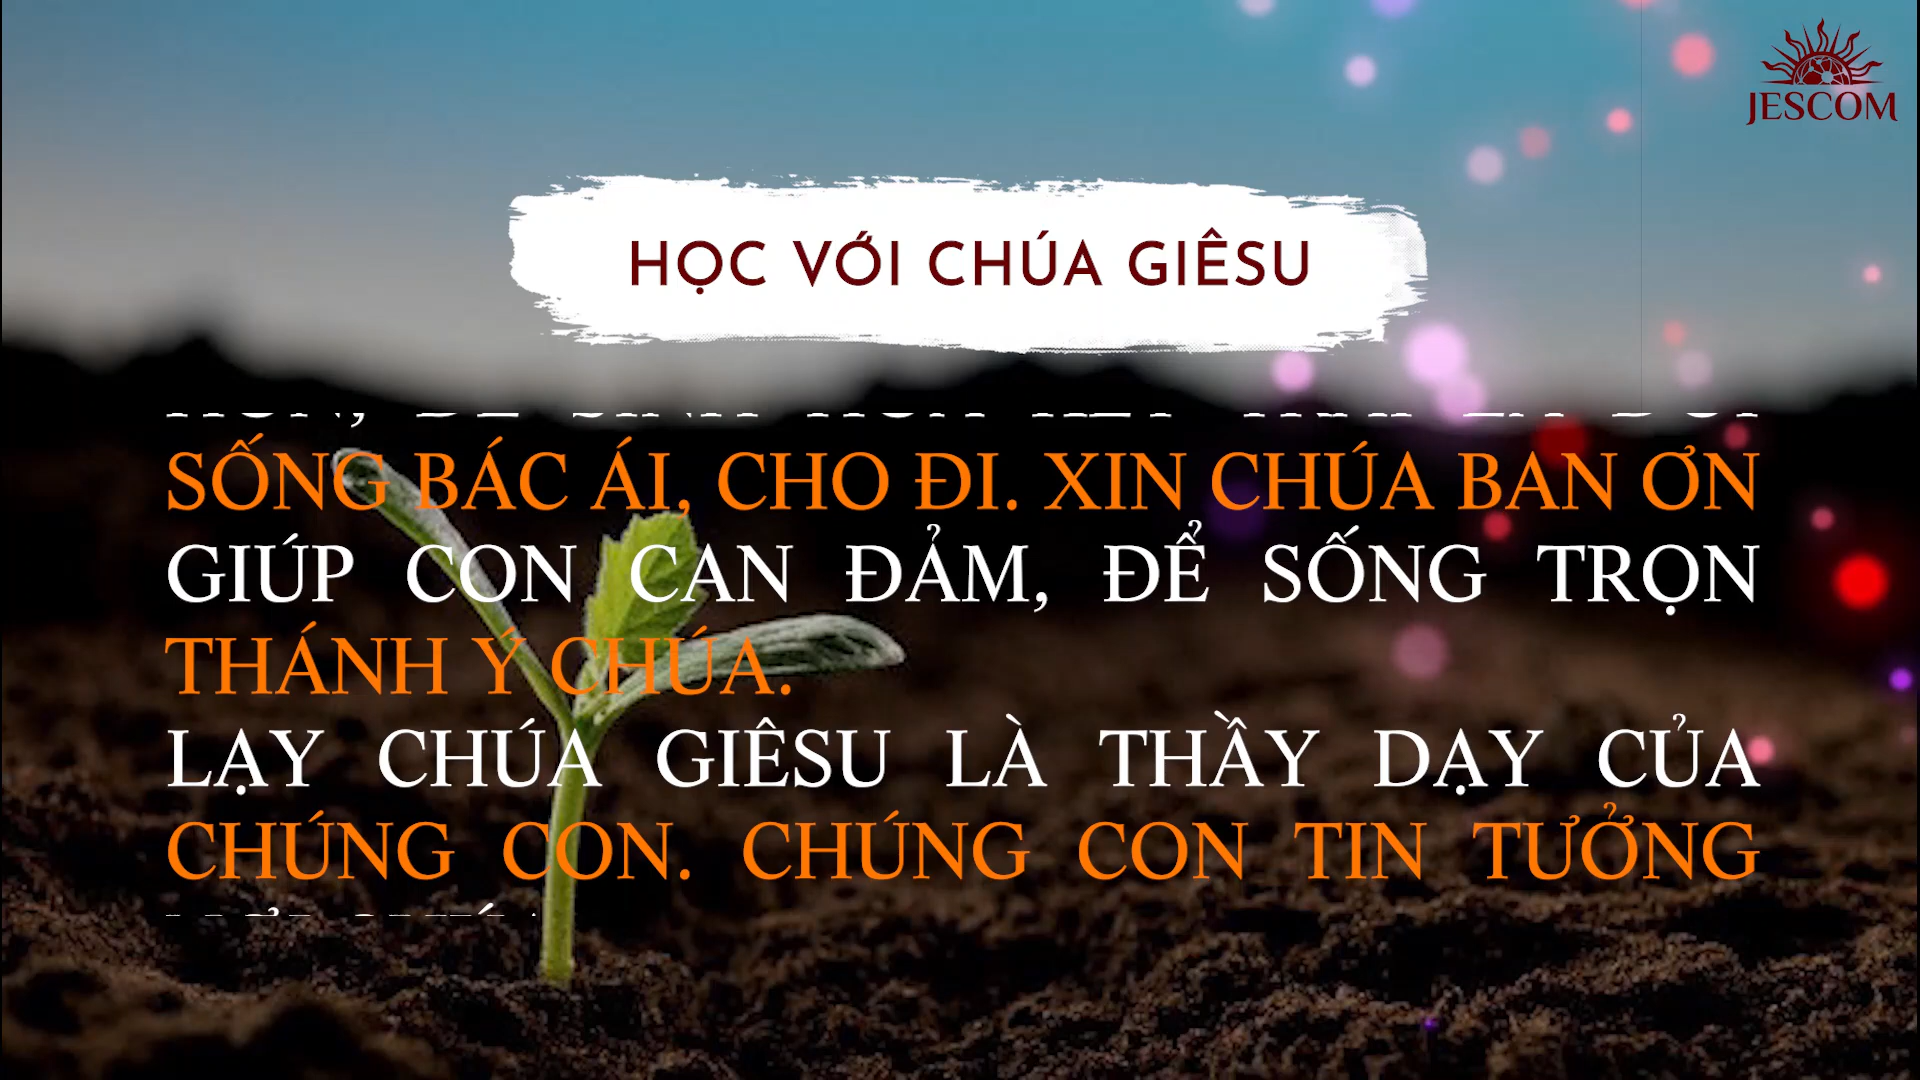 JESCOM
HỌC VỚI CHÚA GIÊSU
SỐNG BÁC ÁI, CHO ĐI. XIN CHÚA BAN ƠN
GIÚP CON CAN ĐẢM, ĐỂ SỐNG TRỌN
THÁNH Ý CHÚA.
LẠY CHÚA GIÊSU LÀ THẦY DẠY CỦA
CHÚNG CON. CHÚNG CON TIN TƯỞNG